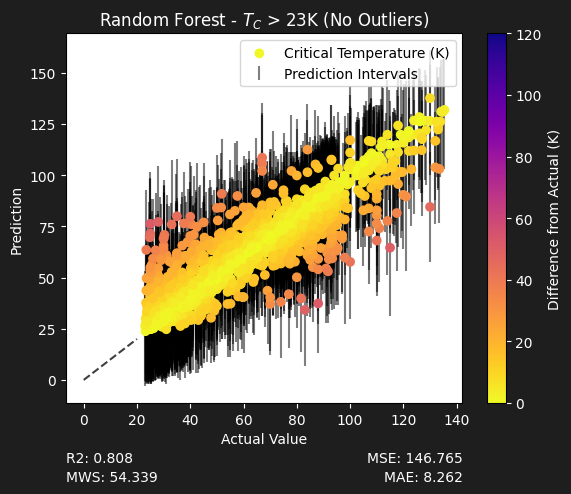 Random Forest - T_C > 23K (No Outliers)
Critical Temperature (K)
Prediction Intervals
Prediction
150
125
100
75
50
25
0
0 20 40 60 80 100 120 140
Actual Value
120
100
80
60
40
20
0
Difference from Actual (K)
R2: 0.808 MSE: 146.765
MWS: 54.339 MAE: 8.262